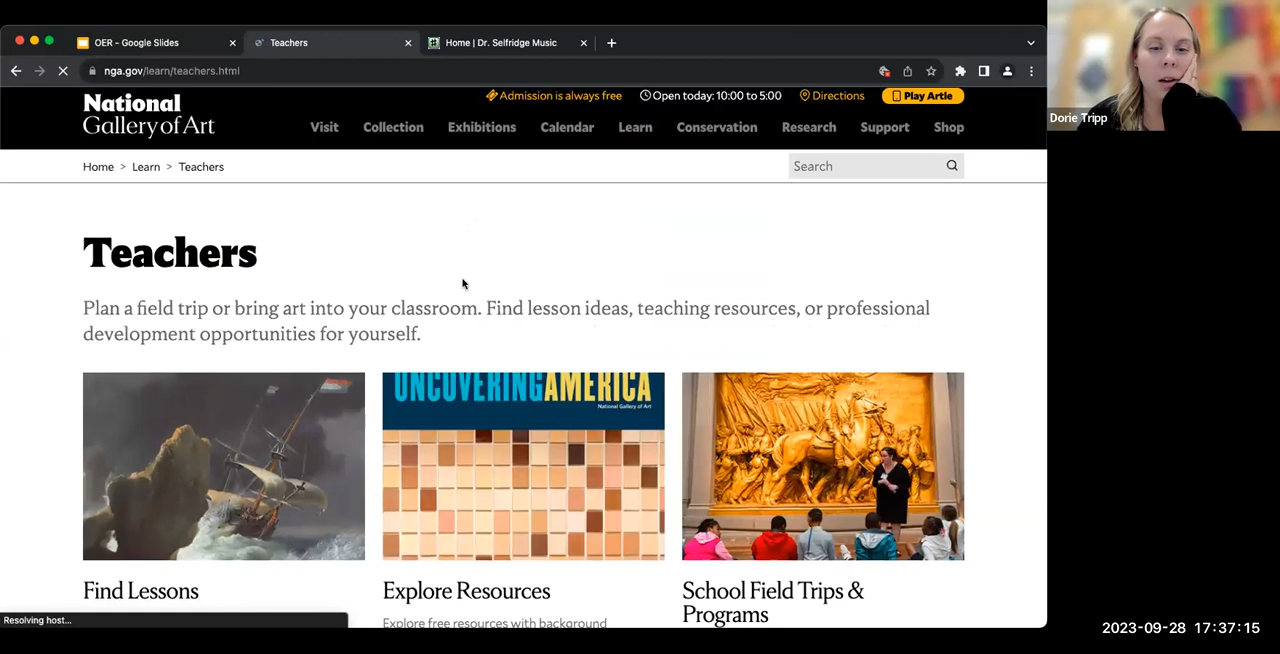 OER - Google Slides
Teachers
Home | Dr. Selfridge Music
nga.gov/learn/teachers.html
National
Gallery of Art
Admission is always free
Open today: 10:00 to 5:00
Directions
Play Artle
Visit
Collection
Exhibitions
Calendar
Learn
Conservation
Research
Support
Shop
Home > Learn > Teachers
Search
Teachers
Plan a field trip or bring art into your classroom. Find lesson ideas, teaching resources, or professional
development opportunities for yourself.
UNCOVERINGAMERICA
National Gallery of Art
Find Lessons
Explore Resources
Explore free resources with background
School Field Trips &
Programs
Resolving host...
Dorie Tripp
2023-09-28 17:37:15